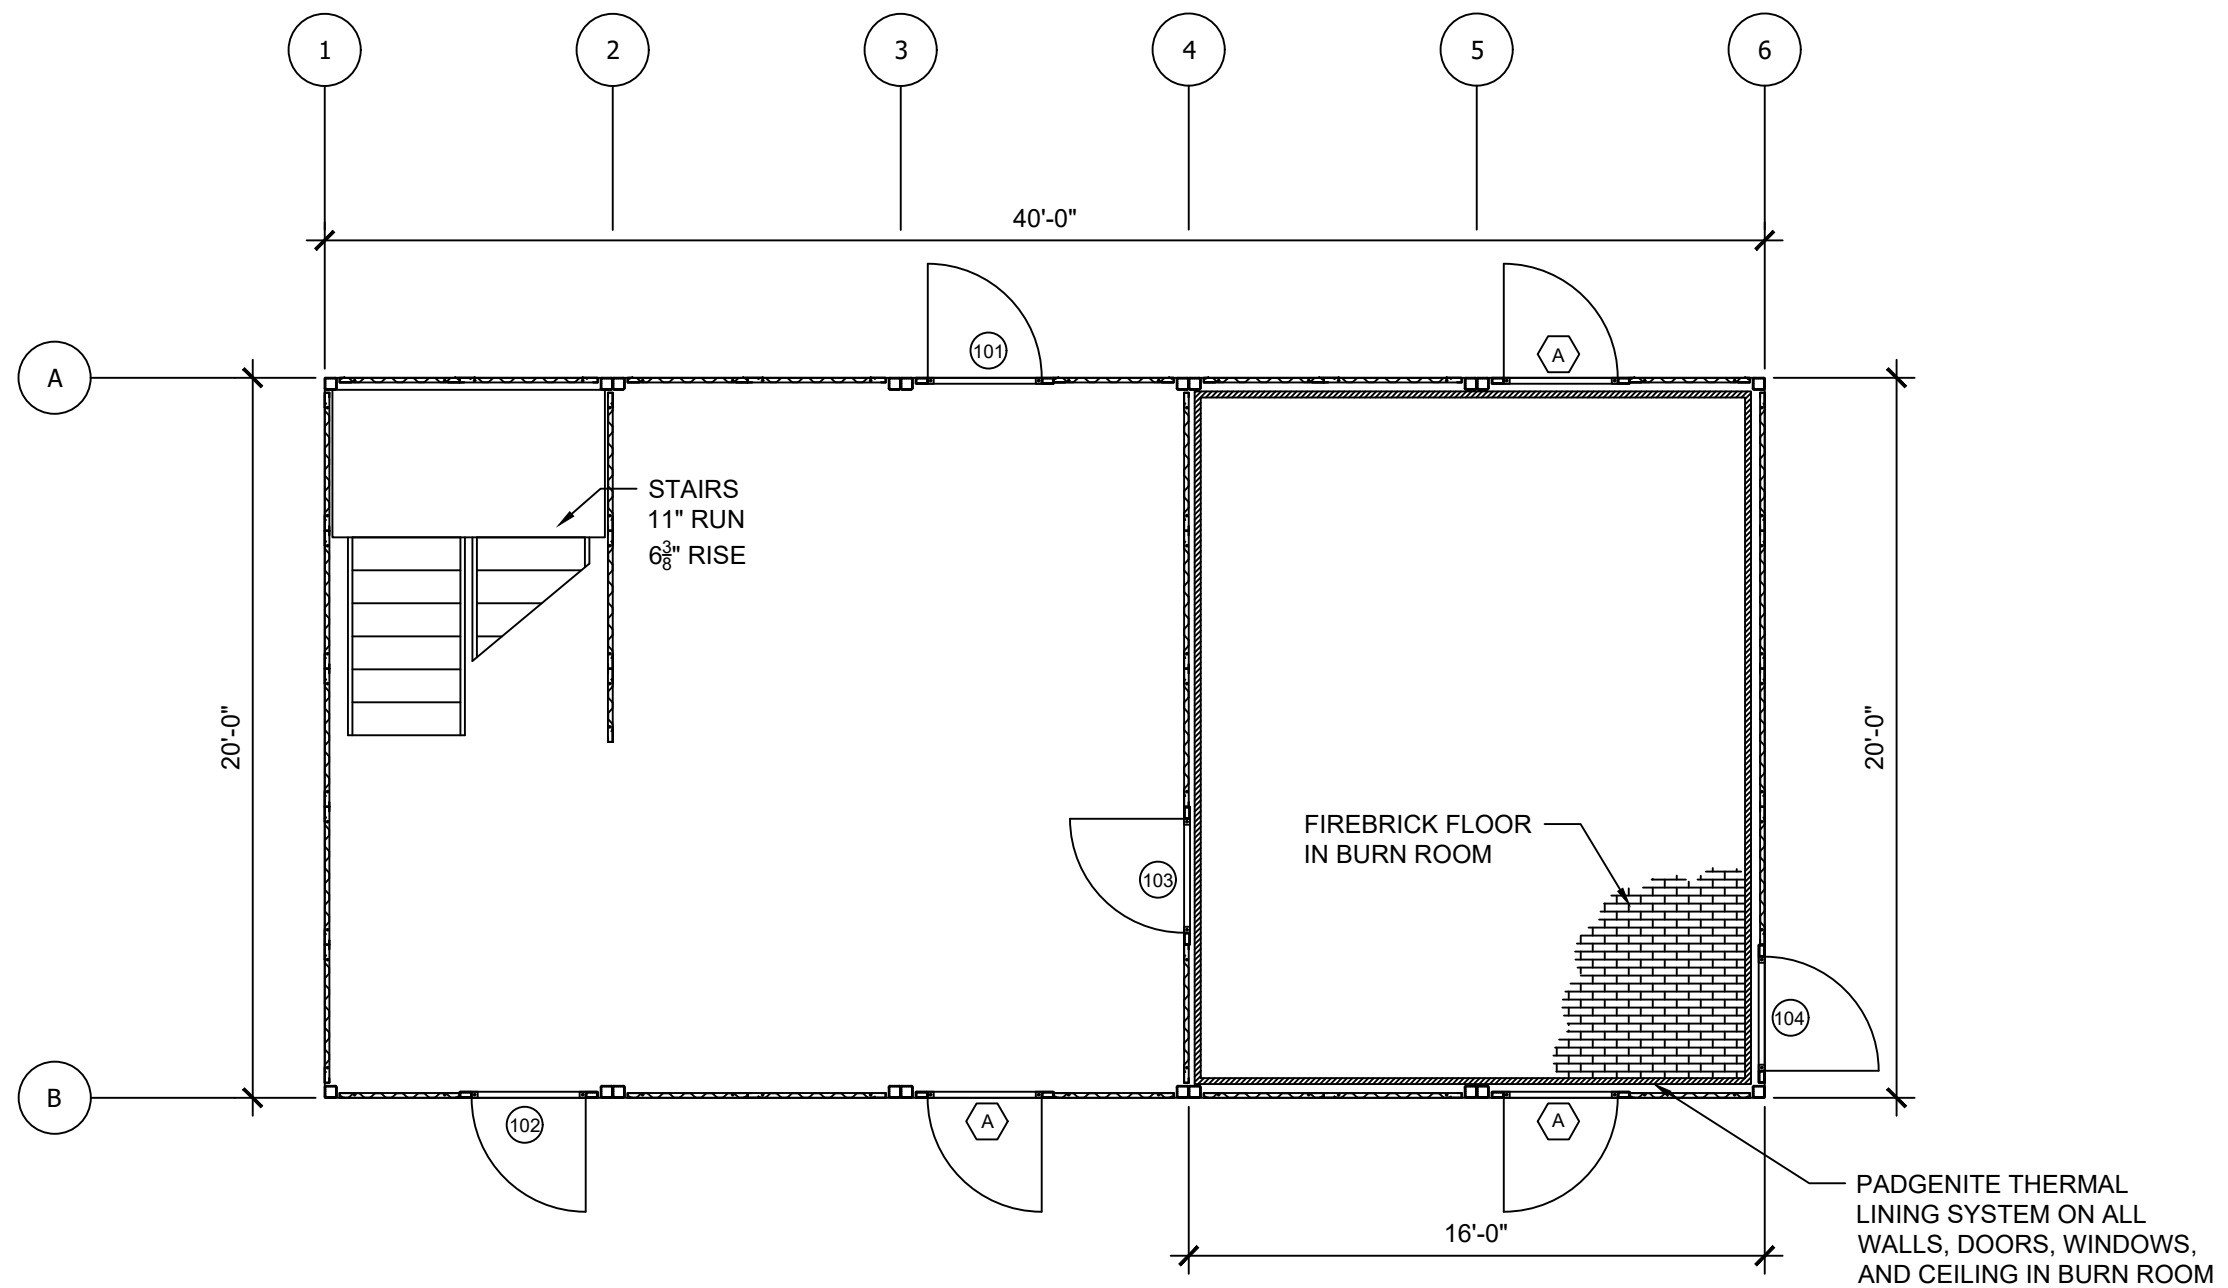 1
2
3
4
5
6
40'-0"
101
A
A
STAIRS
11" RUN
6 3/8" RISE
20'-0"
20'-0"
FIREBRICK FLOOR
IN BURN ROOM
103
104
B
102
A
A
PADGENITE THERMAL
LINING SYSTEM ON ALL
WALLS, DOORS, WINDOWS,
AND CEILING IN BURN ROOM
16'-0"